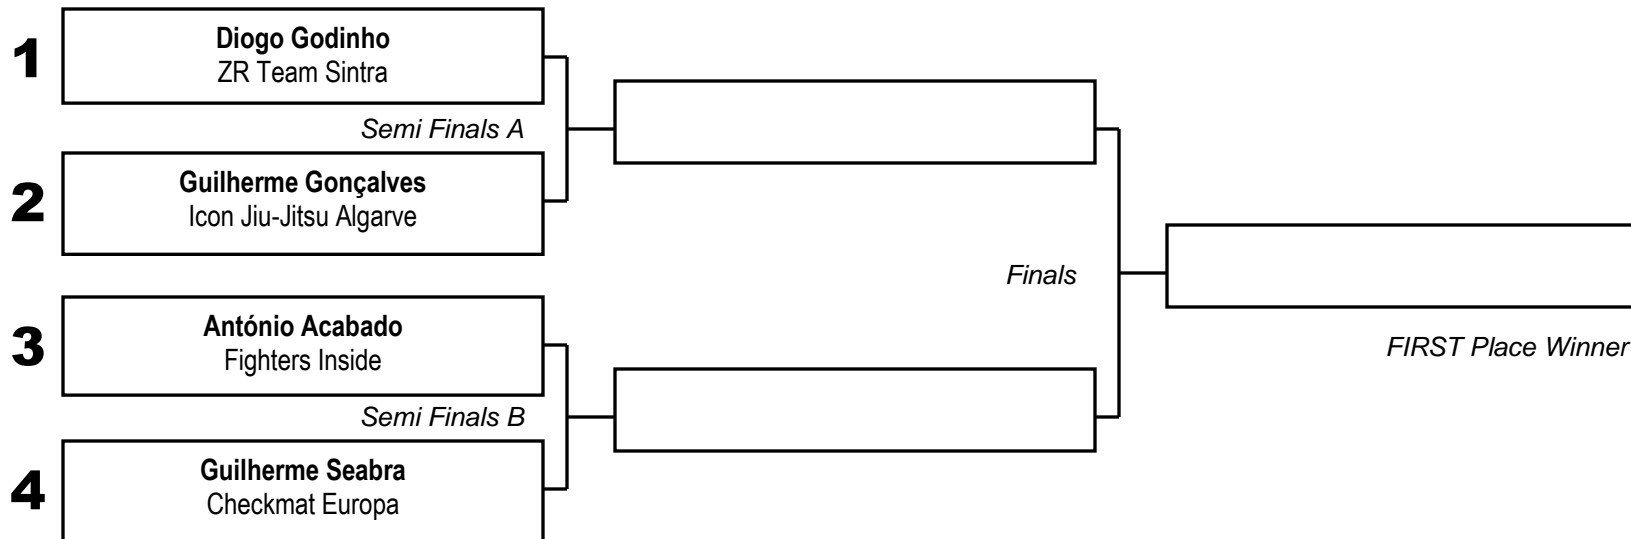 1
Diogo Godinho
ZR Team Sintra
Semi Finals A
2
Guilherme Gonçalves
Icon Jiu-Jitsu Algarve
Finals
3
António Acabado
Fighters Inside
FIRST Place Winner
Semi Finals B
4
Guilherme Seabra
Checkmat Europa